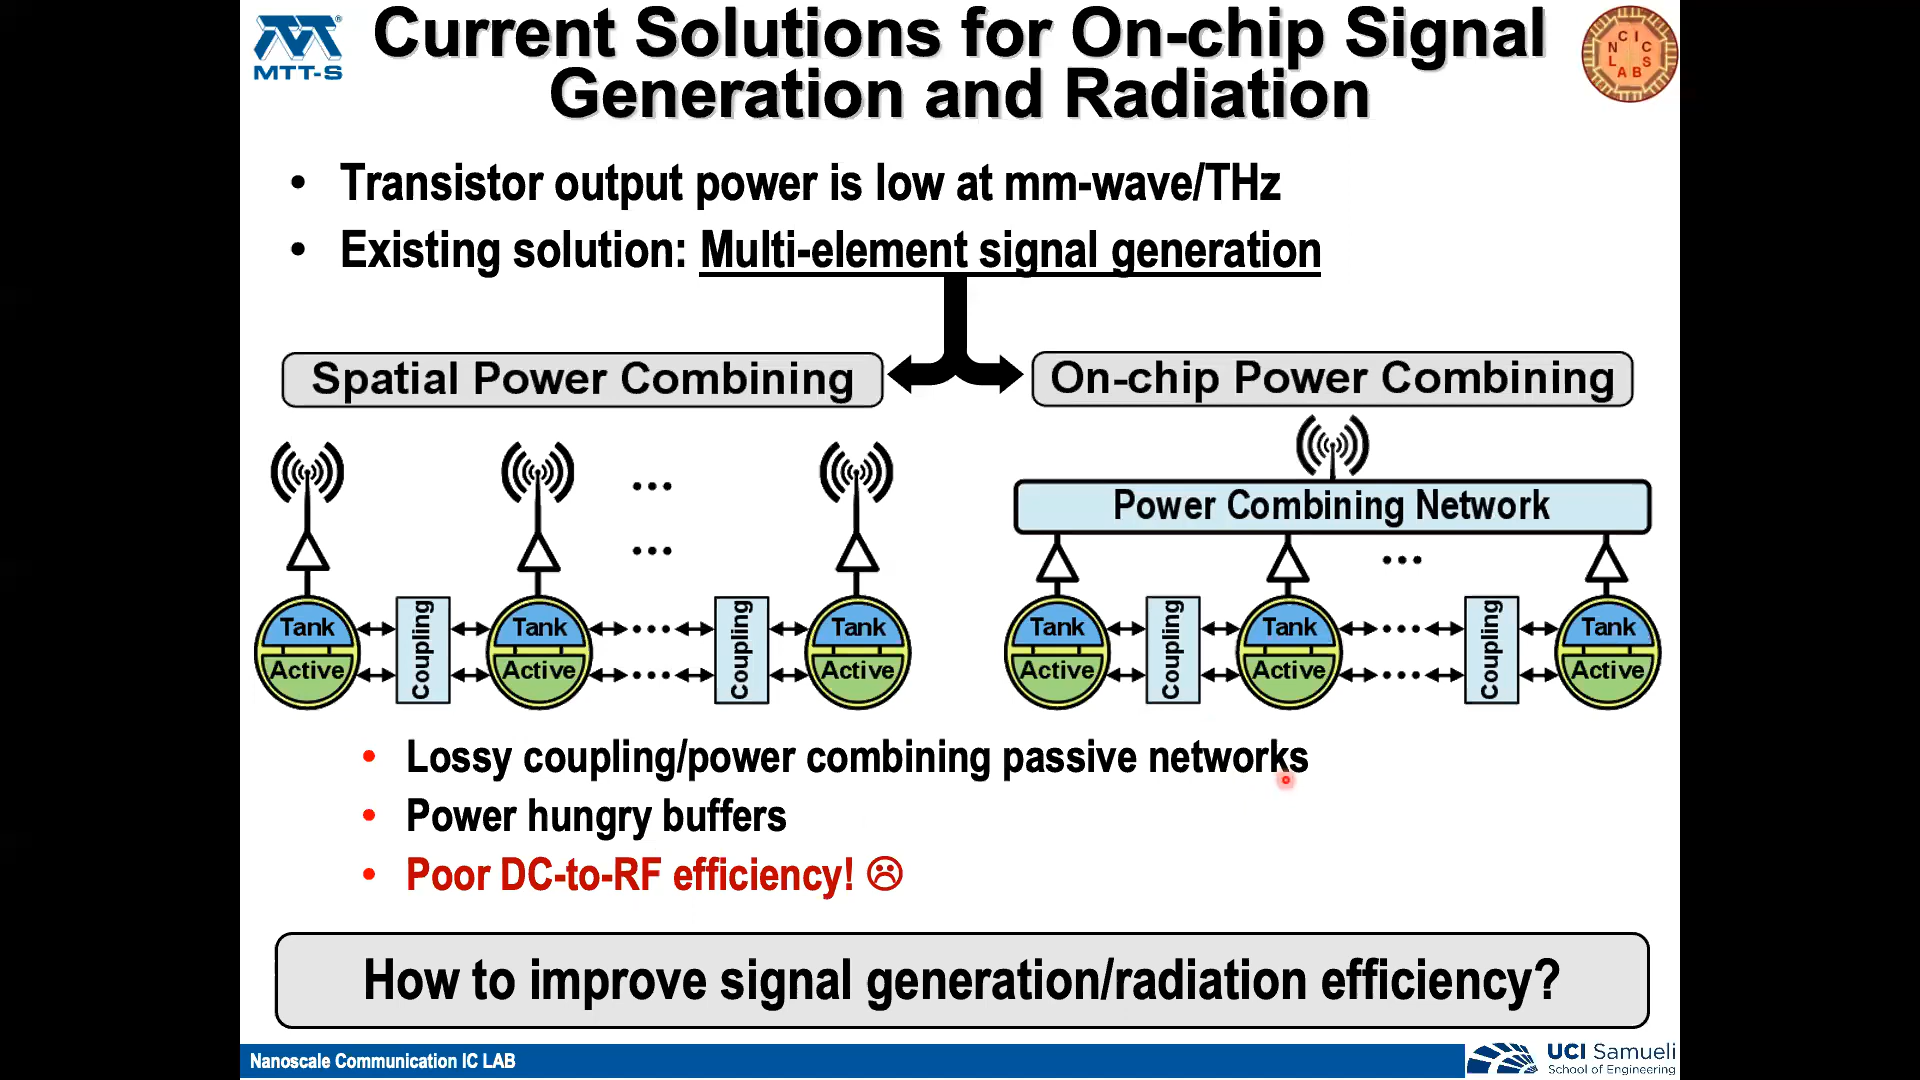 MTT-S
®
Current Solutions for On-chip Signal
Generation and Radiation
NCIC
LABS
• Transistor output power is low at mm-wave/THz
• Existing solution: Multi-element signal generation
Spatial Power Combining
On-chip Power Combining
...
...
Tank
Active
Coupling
Tank
Active
...
...
Coupling
Tank
Active
Power Combining Network
...
Tank
Active
Coupling
Tank
Active
...
...
Coupling
Tank
Active
• Lossy coupling/power combining passive networks
• Power hungry buffers
• Poor DC-to-RF efficiency! ☹
How to improve signal generation/radiation efficiency?
Nanoscale Communication IC LAB
UCI Samueli
School of Engineering